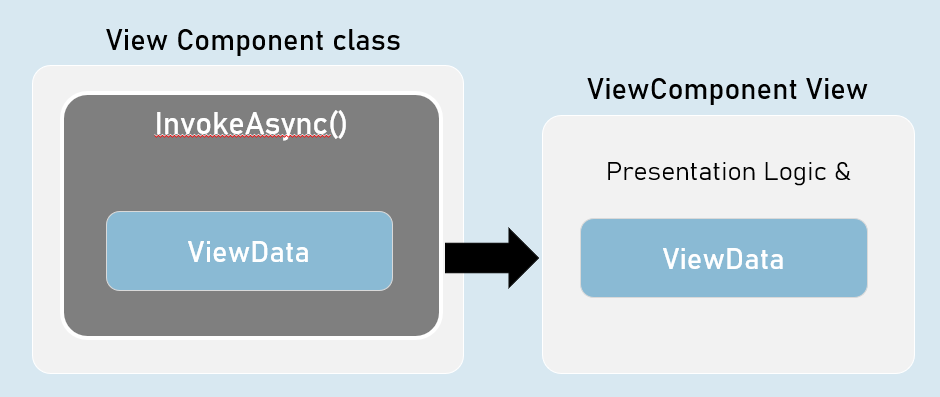 View Component class
InvokeAsync()
ViewData
ViewComponent View
Presentation Logic &
ViewData